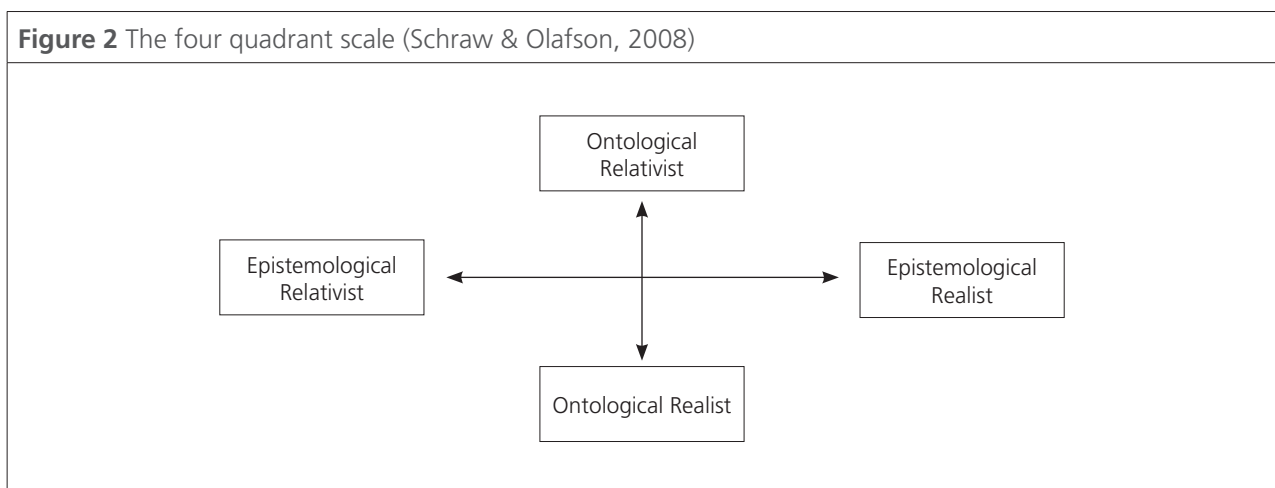 Figure 2 The four quadrant scale (Schraw & Olafson, 2008)
Ontological
Relativist
Epistemological
Relativist
Epistemological
Realist
Ontological Realist